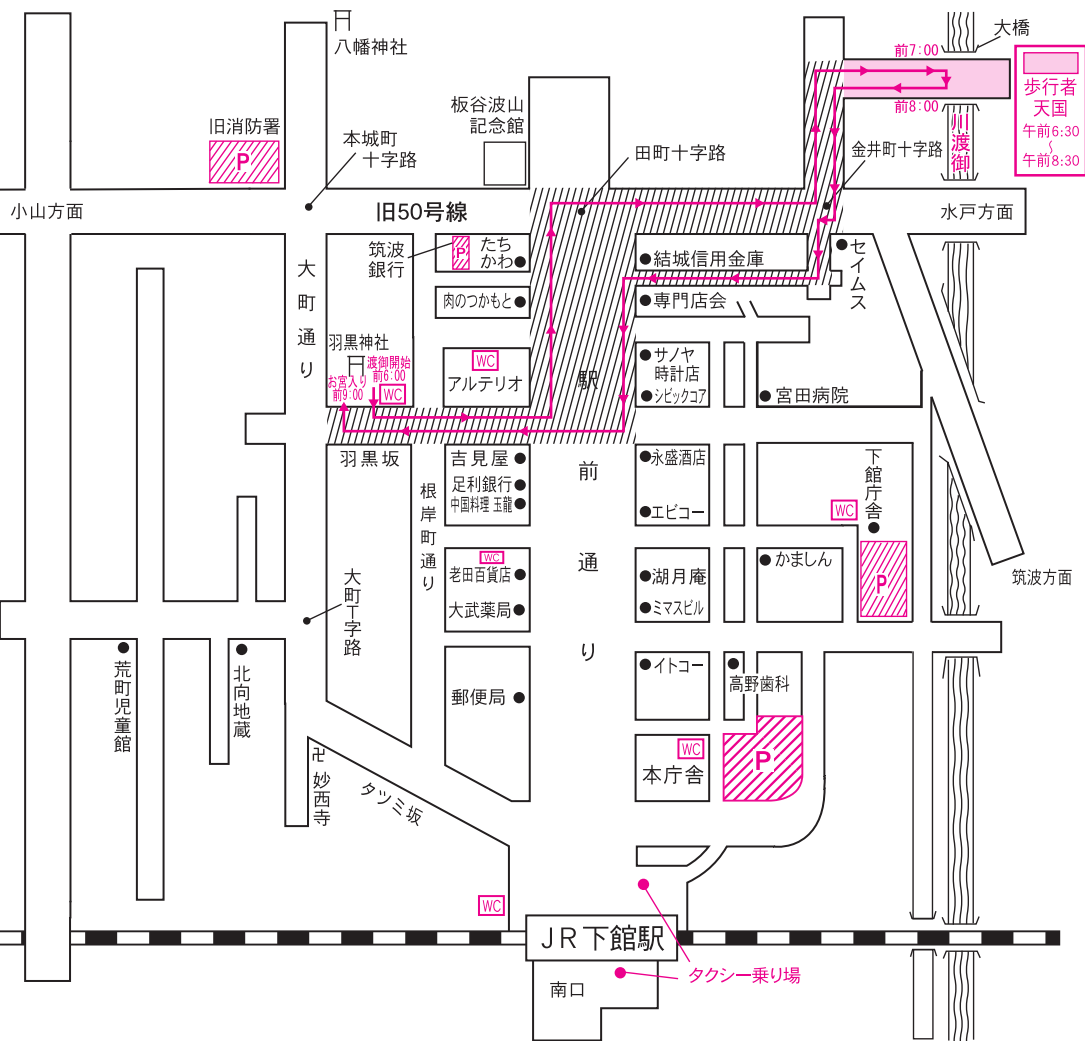 八幡神社
大橋
前7:00
前8:00
歩行者
天国
午前6:30
〜
午前8:30
川渡御
旧消防署
P
本城町
十字路
板谷波山
記念館
田町十字路
金井町十字路
小山方面
旧50号線
水戸方面
筑波
銀行
P
たち
かわ
結城信用金庫
セイムス
肉のつかもと
専門店会
大町通り
羽黒神社
渡御開始
前6:00
お宮入り
前9:00
WC
WC
アルテリオ
駅前通り
サノヤ
時計店
シビックコア
宮田病院
羽黒坂
吉見屋
足利銀行
中国料理 玉龍
根岸町通り
永盛酒店
エビコー
下館庁舎
WC
P
WC
老田百貨店
大武薬局
湖月庵
ミマスビル
かましん
筑波方面
大町T字路
荒町児童館
北向地蔵
郵便局
イトコー
高野歯科
WC
本庁舎
P
卍妙西寺
タツミ坂
WC
JR下館駅
タクシー乗り場
南口